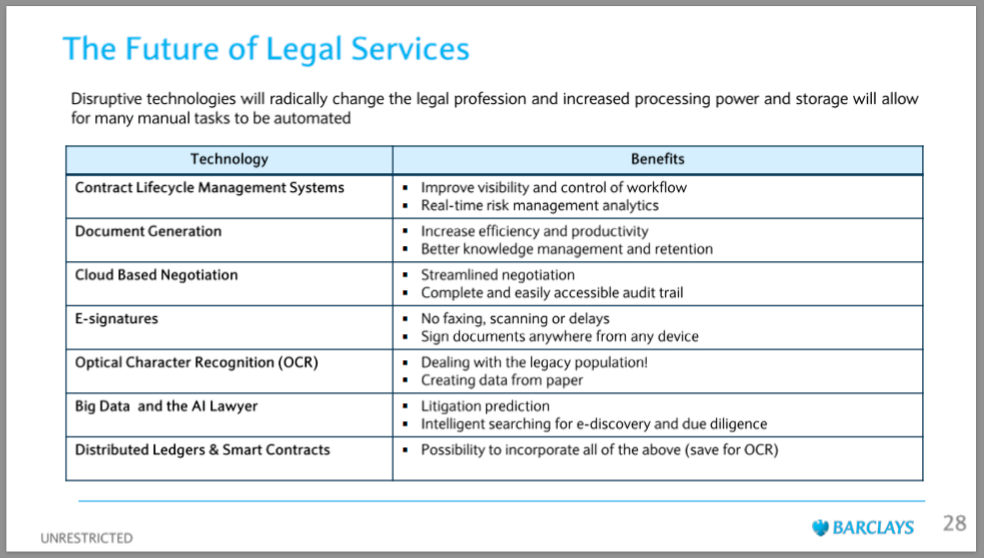 The Future of Legal Services
Disruptive technologies will radically change the legal profession and increased processing power and storage will allow
for many manual tasks to be automated
Technology
Benefits
Contract Lifecycle Management Systems
▪ Improve visibility and control of workflow
▪ Real-time risk management analytics
Document Generation
▪ Increase efficiency and productivity
▪ Better knowledge management and retention
Cloud Based Negotiation
▪ Streamlined negotiation
▪ Complete and easily accessible audit trail
E-signatures
▪ No faxing, scanning or delays
▪ Sign documents anywhere from any device
Optical Character Recognition (OCR)
▪ Dealing with the legacy population!
▪ Creating data from paper
Big Data  and the AI Lawyer
▪ Litigation prediction
▪ Intelligent searching for e-discovery and due diligence
Distributed Ledgers & Smart Contracts
▪ Possibility to incorporate all of the above (save for OCR)
UNRESTRICTED
BARCLAYS
28